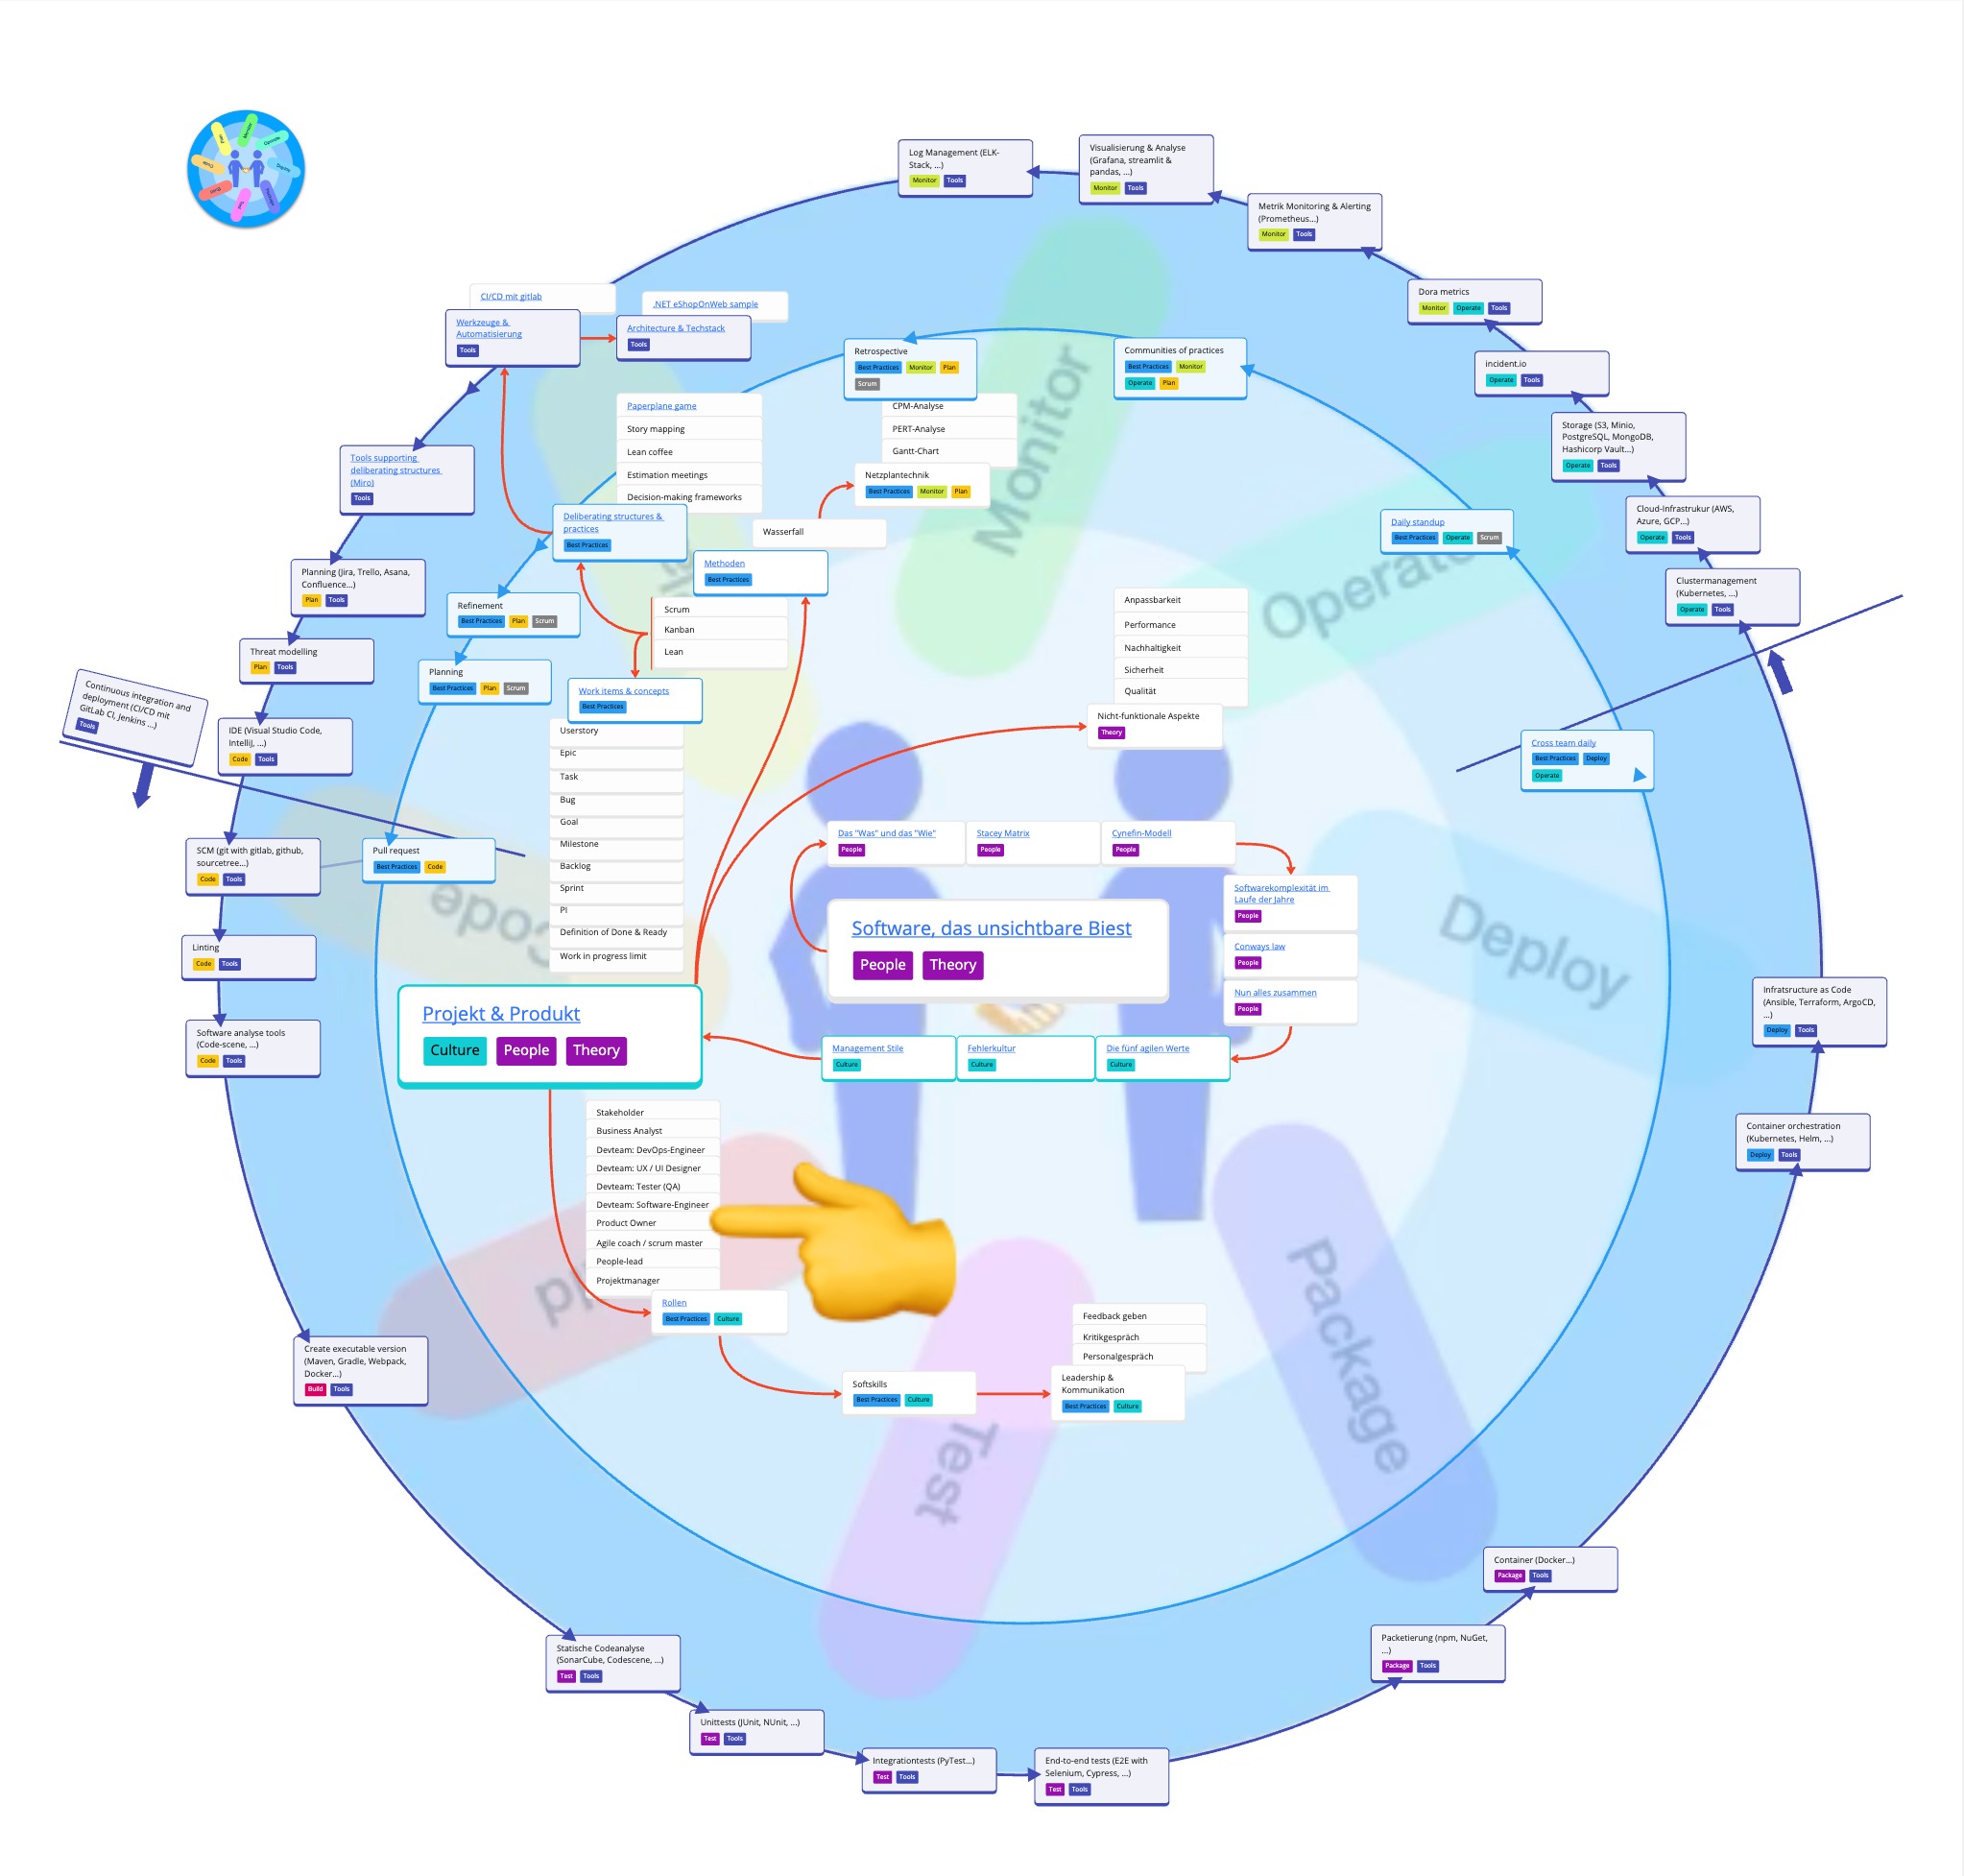 Log Management (ELK-
Stack, ...)
Monitor Tools
Visualisierung & Analyse
(Grafana, streamlit &
pandas, ...)
Monitor Tools
Metrik Monitoring & Alerting
(Prometheus...)
Monitor Tools
Dora metrics
Monitor Operate Tools
incident.io
Operate Tools
Storage (S3, Minio,
PostgreSQL, MongoDB,
Hashicorp Vault...)
Operate Tools
Cloud-Infrastrukur (AWS,
Azure, GCP...)
Operate Tools
Clustermanagement
(Kubernetes, ...)
Operate Tools
CI/CD mit gitlab
Werkzeuge &
Automatisierung
Tools
.NET eShopOnWeb sample
Architecture & Techstack
Tools
Retrospective
Best Practices Monitor Plan
Scrum
Communities of practices
Best Practices Monitor
Operate Plan
Daily standup
Best Practices Operate Scrum
Cross team daily
Best Practices Deploy
Operate
Tools supporting
deliberating structures
(Miro)
Tools
Planning (Jira, Trello, Asana,
Confluence...)
Plan Tools
Threat modelling
Plan Tools
Continuous integration and
deployment (CI/CD mit
GitLab CI, Jenkins ...)
Tools
IDE (Visual Studio Code,
Intellij, ...)
Code Tools
SCM (git with gitlab, github,
sourcetree...)
Code Tools
Linting
Code Tools
Software analyse tools
(Code-scene, ...)
Code Tools
Paperplane game
Story mapping
Lean coffee
Estimation meetings
Decision-making frameworks
Deliberating structures &
practices
Best Practices
CPM-Analyse
PERT-Analyse
Gantt-Chart
Netzplantechnik
Best Practices Monitor Plan
Wasserfall
Methoden
Best Practices
Scrum
Kanban
Lean
Refinement
Best Practices Plan Scrum
Planning
Best Practices Plan Scrum
Pull request
Best Practices Code
Work items & concepts
Best Practices
Userstory
Epic
Task
Bug
Goal
Milestone
Backlog
Sprint
PI
Definition of Done & Ready
Work in progress limit
Anpassbarkeit
Performance
Nachhaltigkeit
Sicherheit
Qualität
Nicht-funktionale Aspekte
Theory
Monitor
Operate
Deploy
Package
Test
Code
Das "Was" und das "Wie"
People
Stacey Matrix
People
Cynefin-Modell
People
Softwarekomplexität im
Laufe der Jahre
People
Conways law
People
Nun alles zusammen
People
Software, das unsichtbare Biest
People Theory
Projekt & Produkt
Culture People Theory
Management Stile
Culture
Fehlerkultur
Culture
Die fünf agilen Werte
Culture
Stakeholder
Business Analyst
Devteam: DevOps-Engineer
Devteam: UX / UI Designer
Devteam: Tester (QA)
Devteam: Software-Engineer
Product Owner
Agile coach / scrum master
People-lead
Projektmanager
Rollen
Best Practices Culture
Softskills
Best Practices Culture
Feedback geben
Kritikgespräch
Personalgespräch
Leadership &
Kommunikation
Best Practices Culture
Infratsructure as Code
(Ansible, Terraform, ArgoCD,
...)
Deploy Tools
Container orchestration
(Kubernetes, Helm, ...)
Deploy Tools
Create executable version
(Maven, Gradle, Webpack,
Docker...)
Build Tools
Statische Codeanalyse
(SonarCube, Codescene, ...)
Test Tools
Unittests (JUnit, NUnit, ...)
Test Tools
Integrationtests (PyTest...)
Test Tools
End-to-end tests (E2E with
Selenium, Cypress, ...)
Test Tools
Packetierung (npm, NuGet,
...)
Package Tools
Container (Docker...)
Package Tools